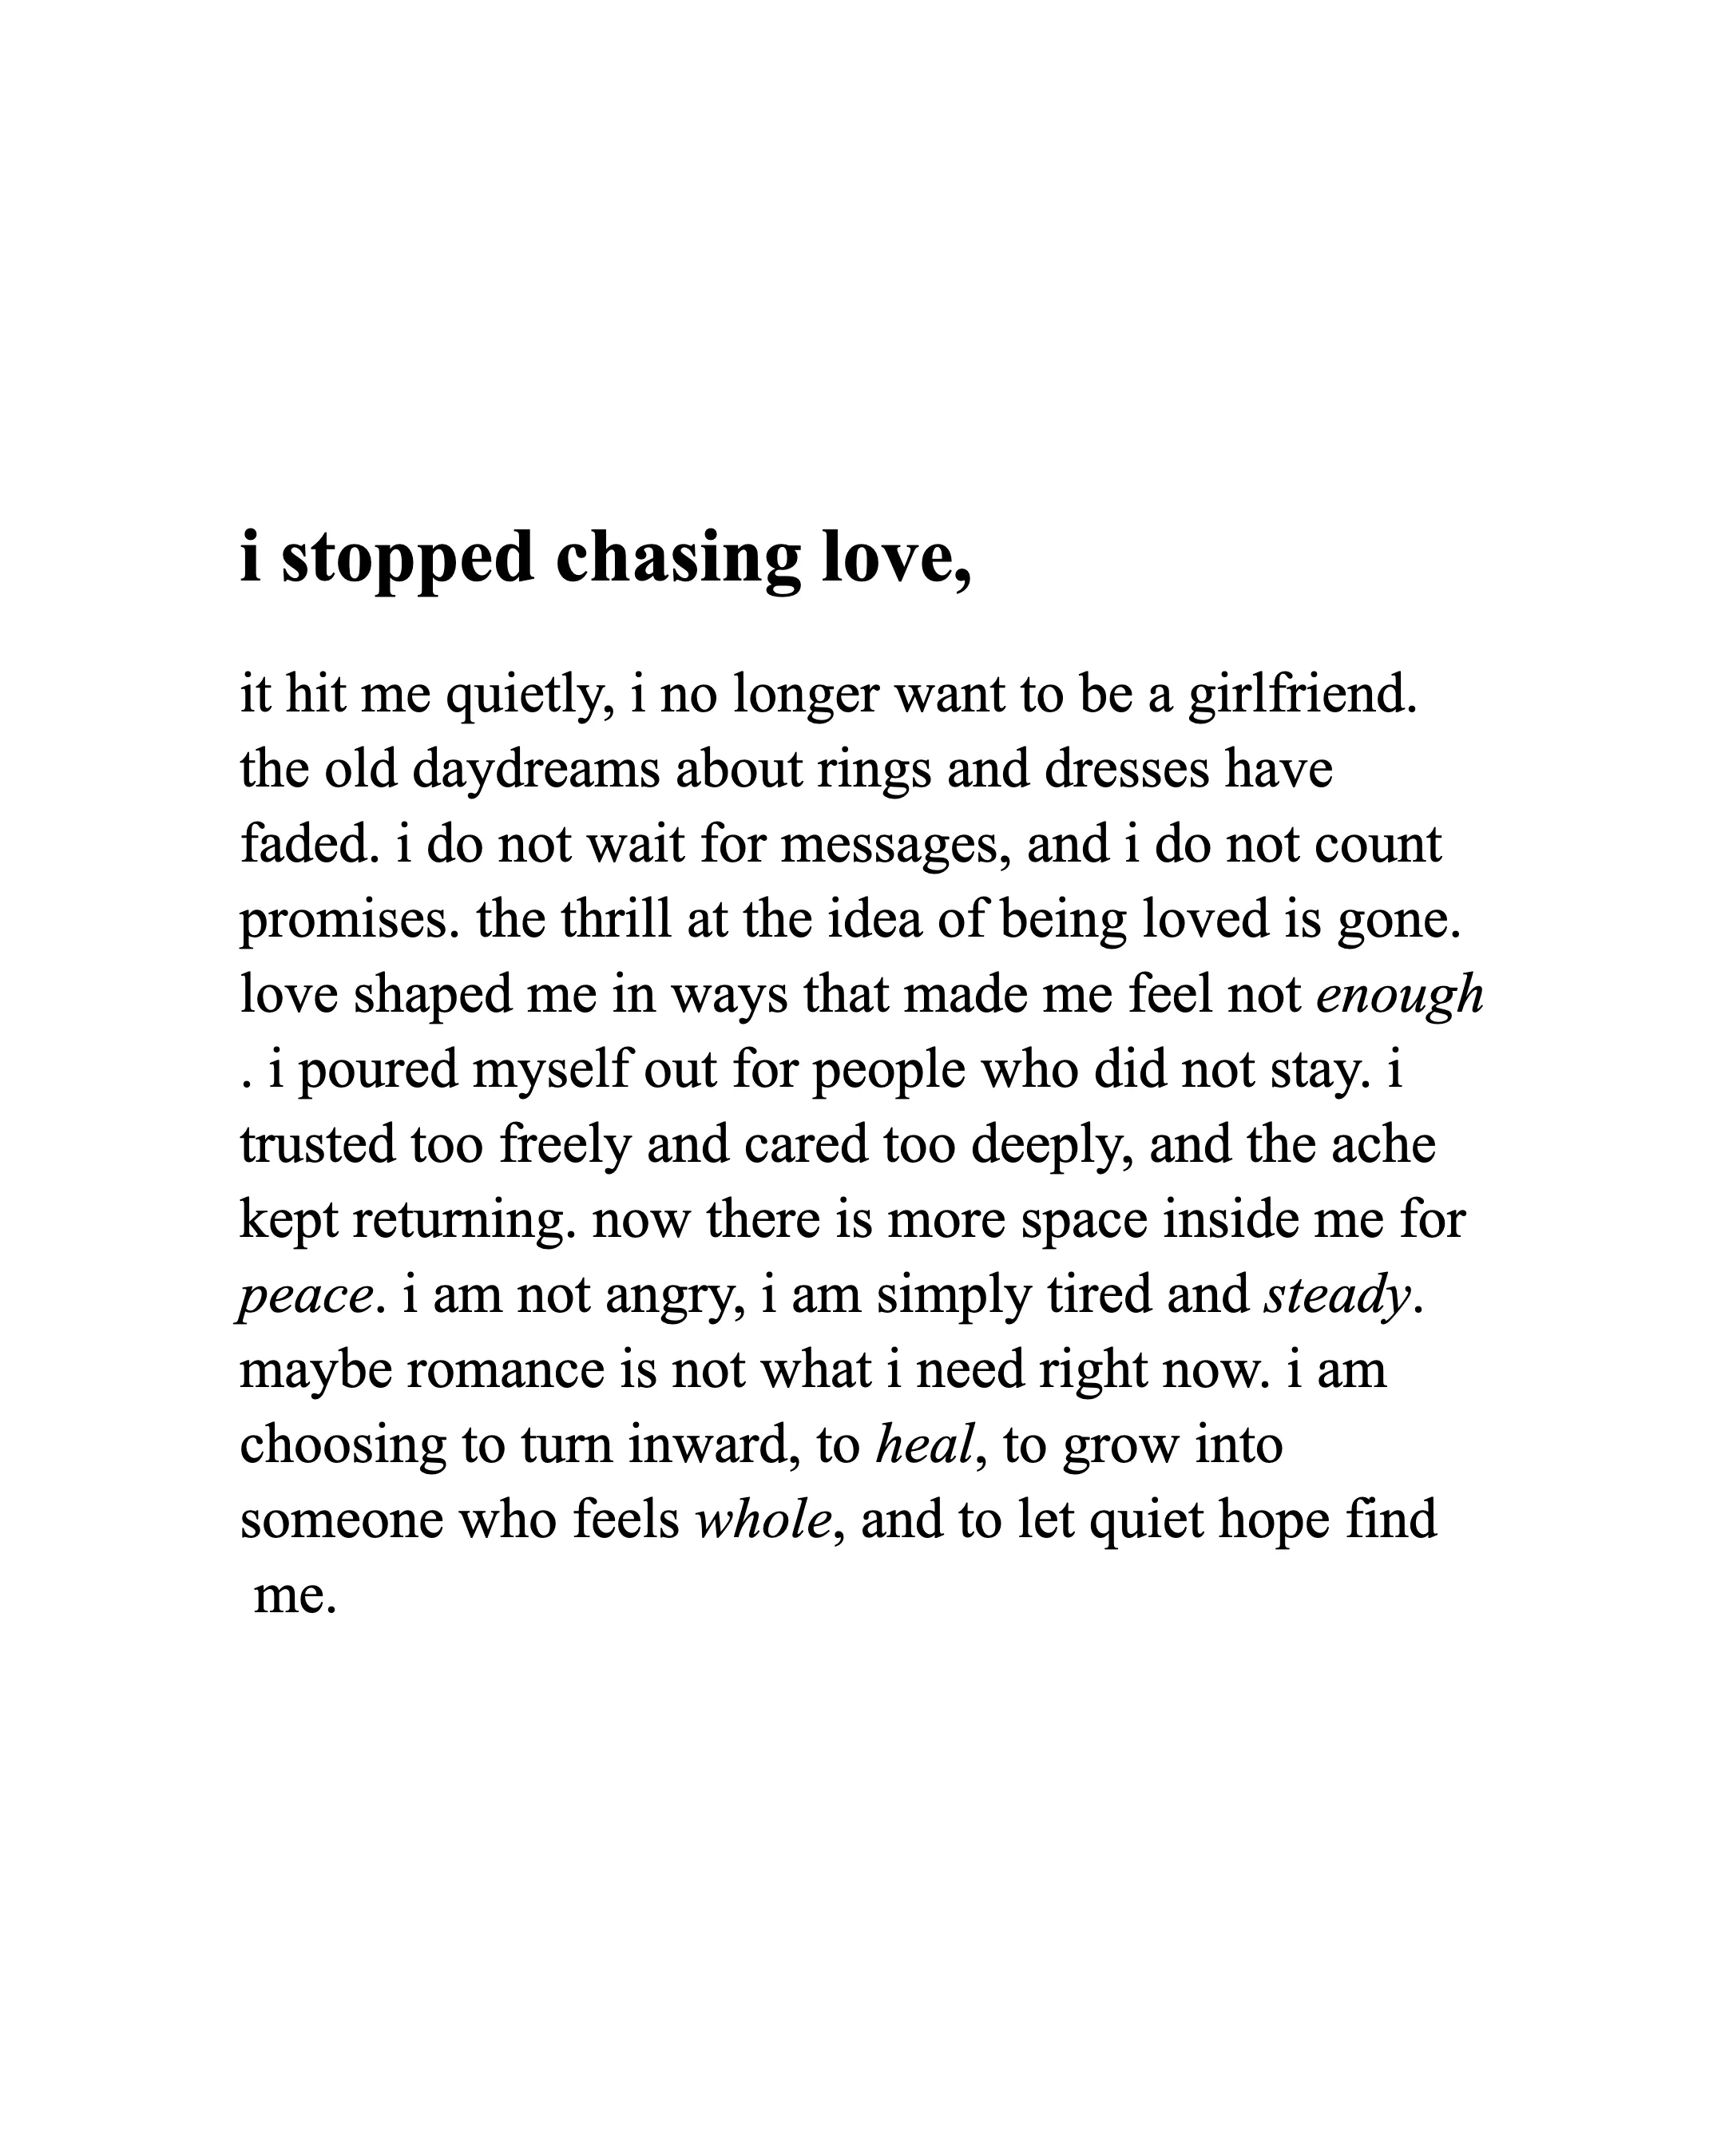 i stopped chasing love,
it hit me quietly, i no longer want to be a girlfriend.
the old daydreams about rings and dresses have
faded. i do not wait for messages, and i do not count
promises. the thrill at the idea of being loved is gone.
love shaped me in ways that made me feel not enough
. i poured myself out for people who did not stay. i
trusted too freely and cared too deeply, and the ache
kept returning. now there is more space inside me for
peace. i am not angry, i am simply tired and steady.
maybe romance is not what i need right now. i am
choosing to turn inward, to heal, to grow into
someone who feels whole, and to let quiet hope find
me.